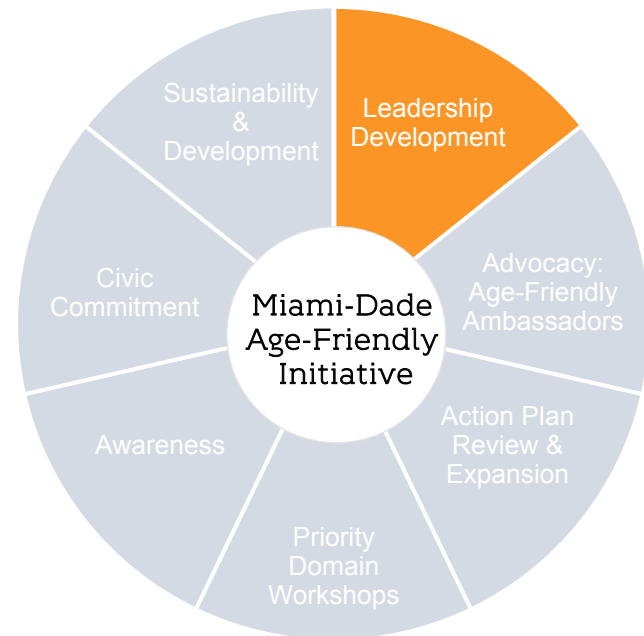 Sustainability
&
Development
Leadership
Development
Civic
Commitment
Miami-Dade
Age-Friendly
Initiative
Advocacy:
Age-Friendly
Ambassadors
Awareness
Action Plan
Review &
Expansion
Priority
Domain
Workshops